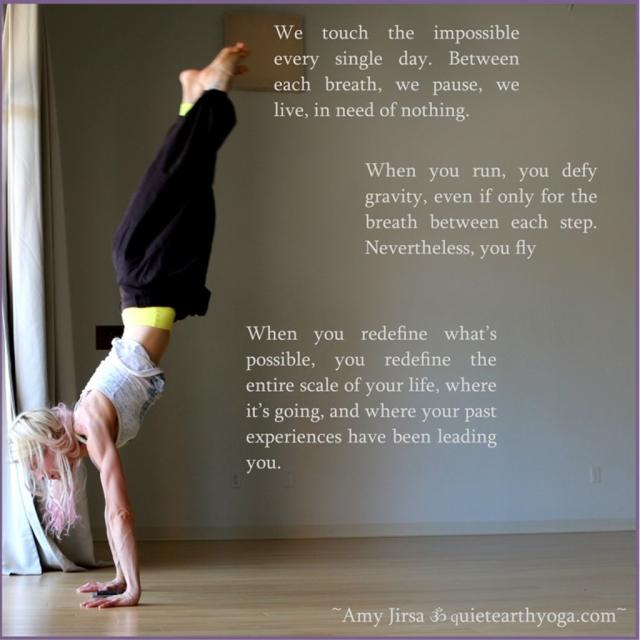 We touch the impossible
every single day. Between
each breath, we pause, we
live, in need of nothing.
When you run, you defy
gravity, even if only for the
breath between each step.
Nevertheless, you fly
When you redefine what's
possible, you redefine the
entire scale of your life, where
it's going, and where your past
experiences have been leading
you.
~Amy Jirsa ॐ quietearthyoga.com~